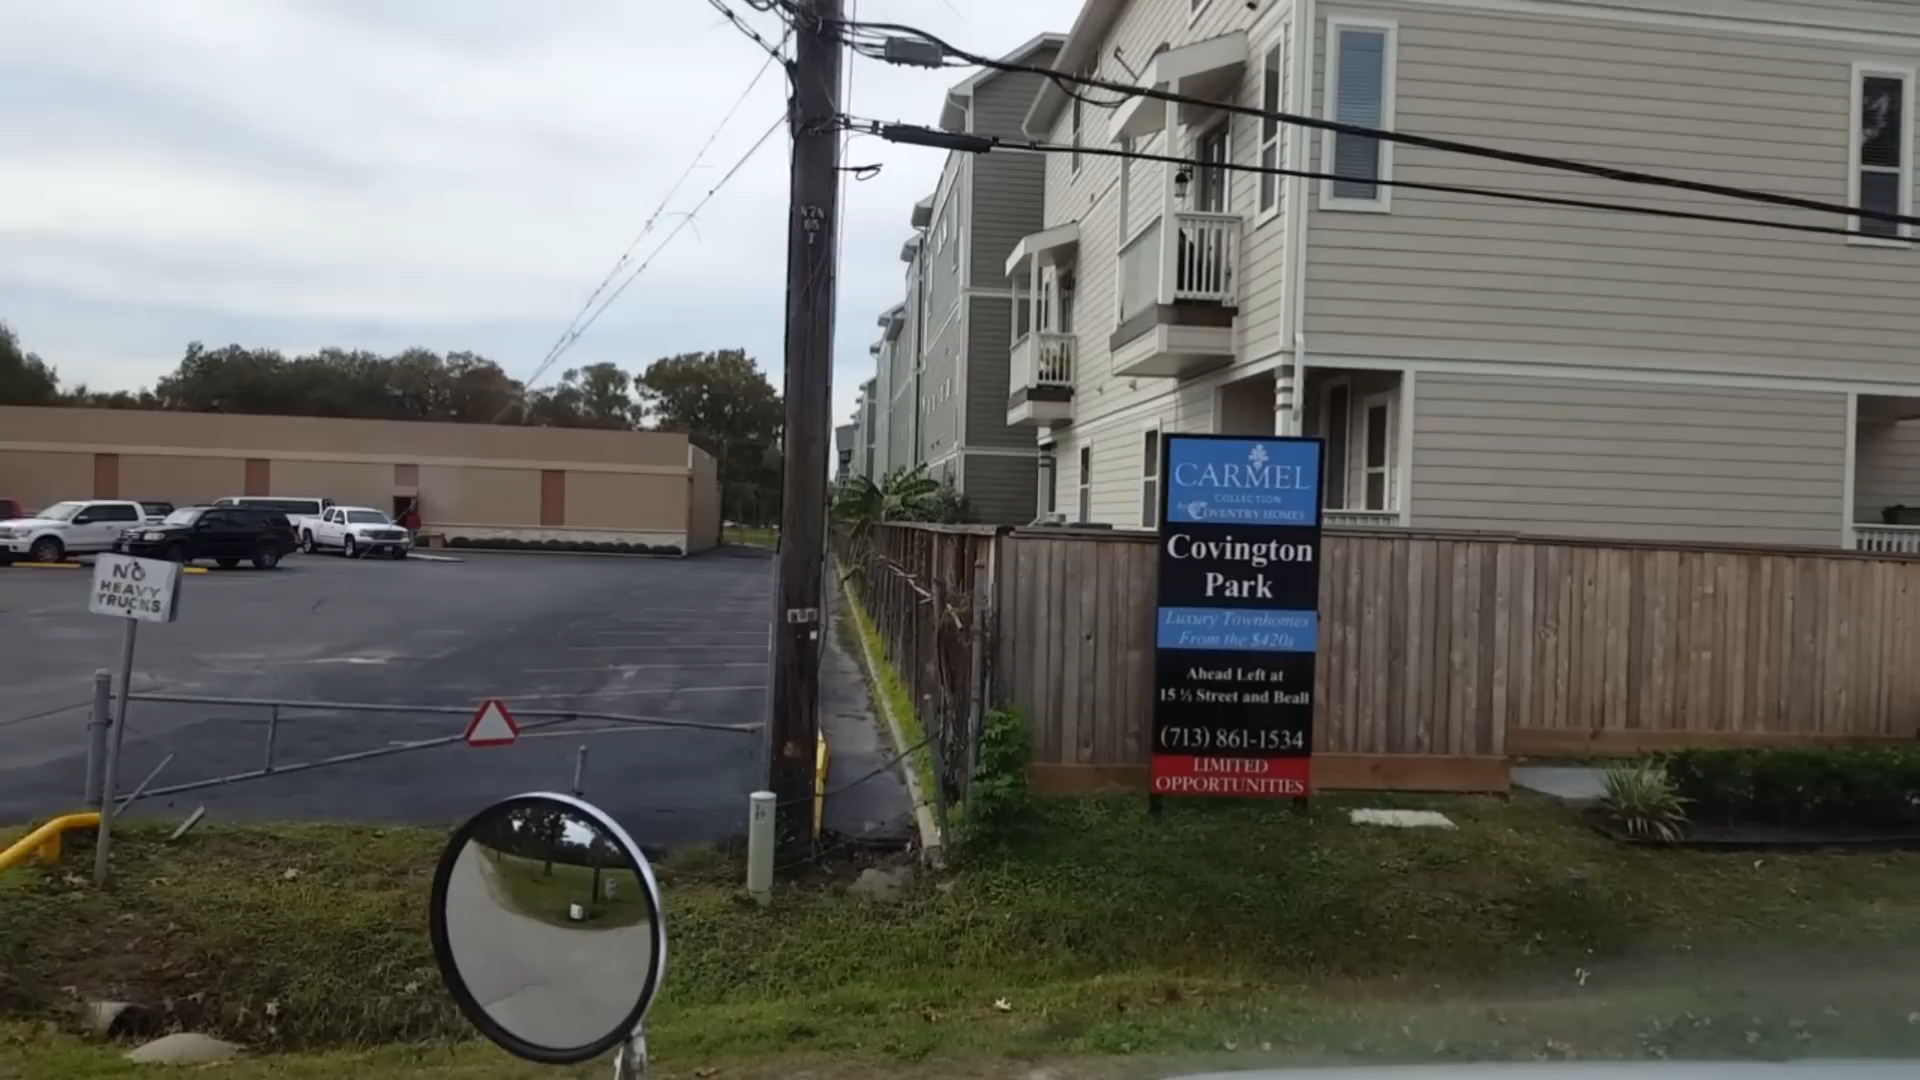 NO
HEAVY
TRUCKS
CARMEL
COLLECTION
by COVENTRY HOMES
Covington
Park
Luxury Townhomes
From the $420s
Ahead Left at
15 ½ Street and Beall
(713) 861-1534
LIMITED
OPPORTUNITIES